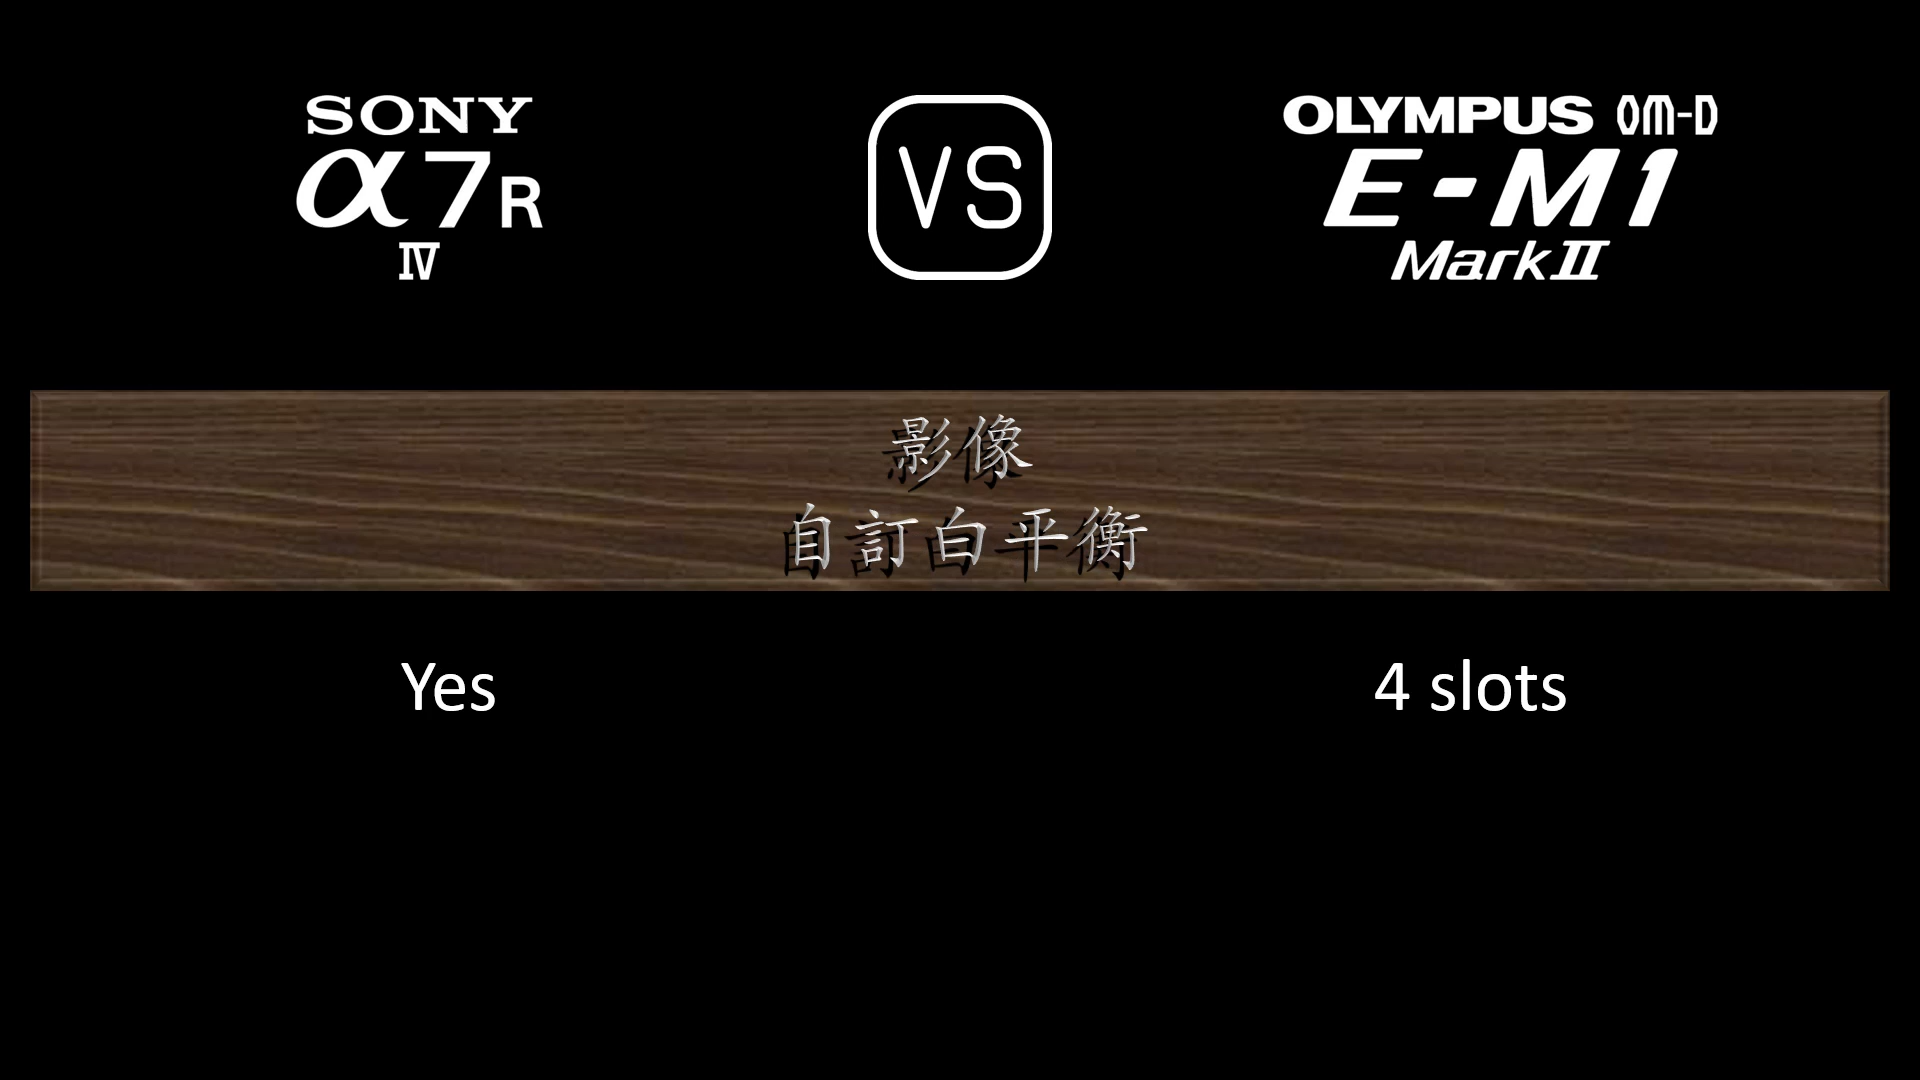 SONY
α7R
IV
VS
OLYMPUS OM-D
E-M1
Mark II
影像
自訂白平衡
Yes
4 slots